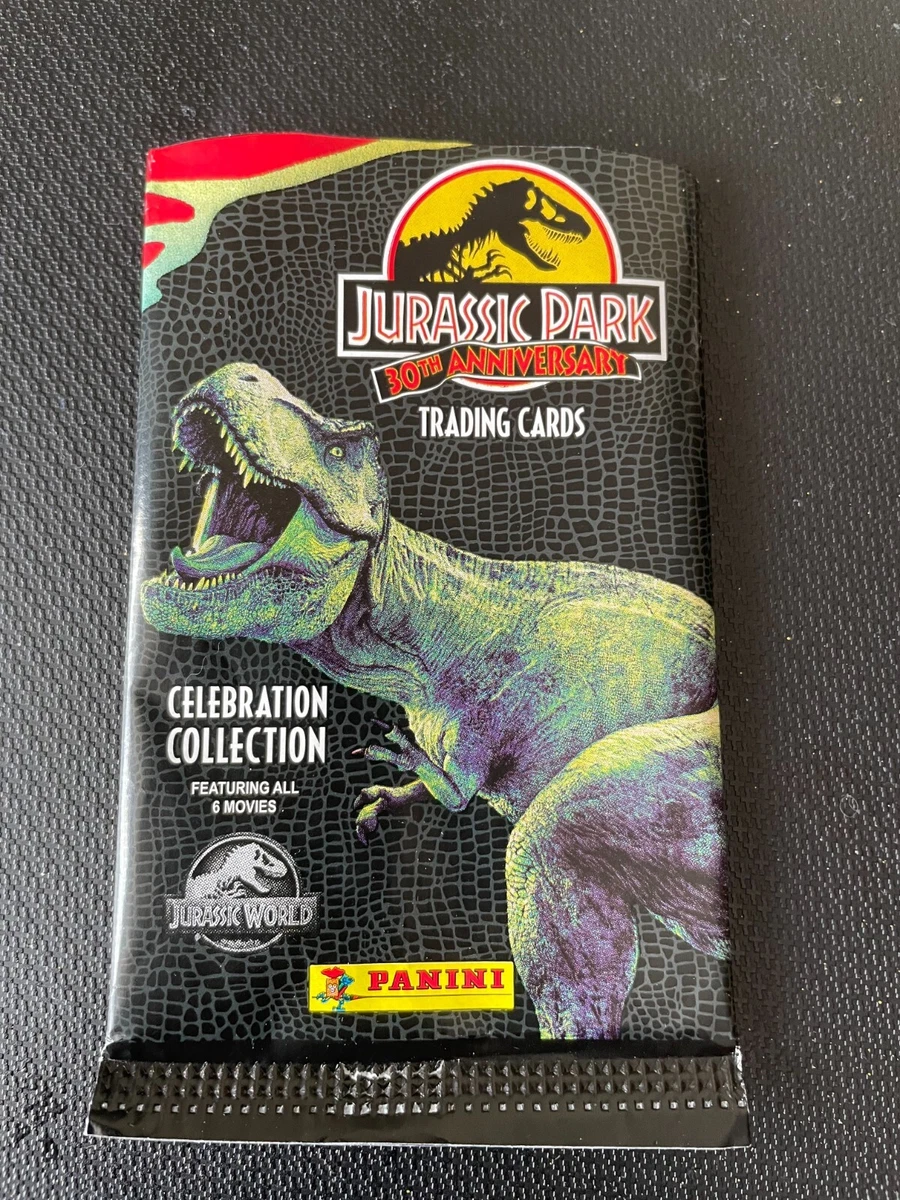 JURASSIC PARK
30TH ANNIVERSARY
TRADING CARDS
CELEBRATION
COLLECTION
FEATURING ALL
6 MOVIES
JURASSIC WORLD
PANINI